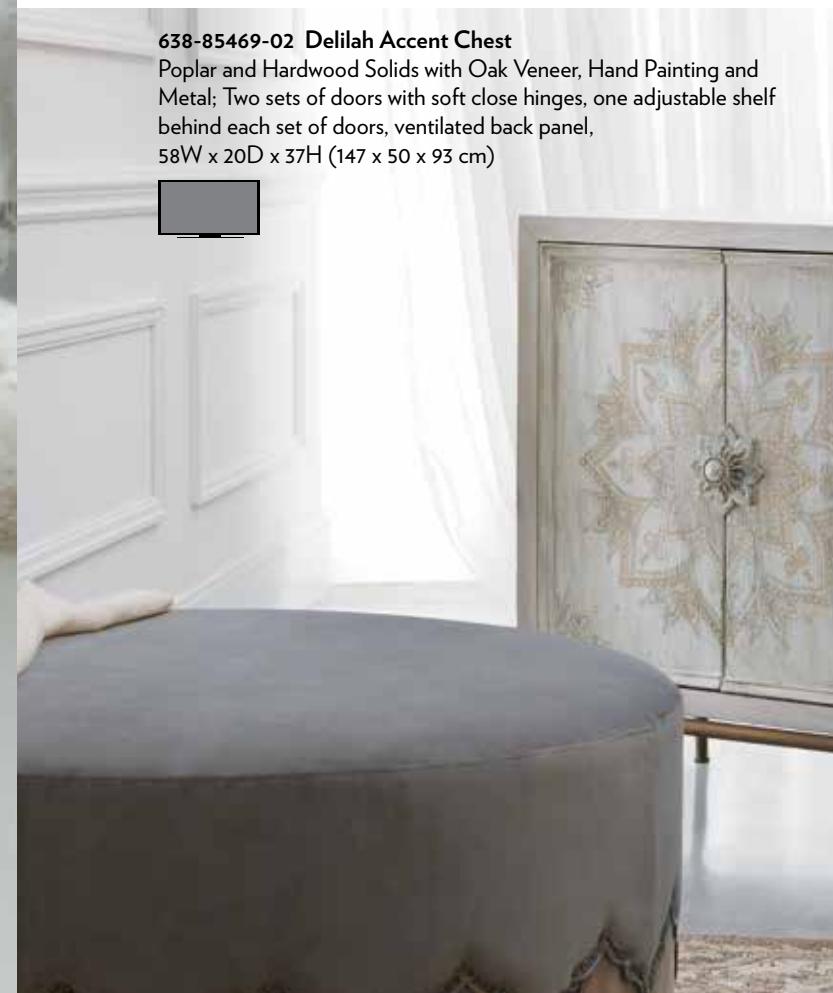 638-85469-02 Delilah Accent Chest
Poplar and Hardwood Solids with Oak Veneer, Hand Painting and
Metal; Two sets of doors with soft close hinges, one adjustable shelf
behind each set of doors, ventilated back panel,
58W x 20D x 37H (147 x 50 x 93 cm)